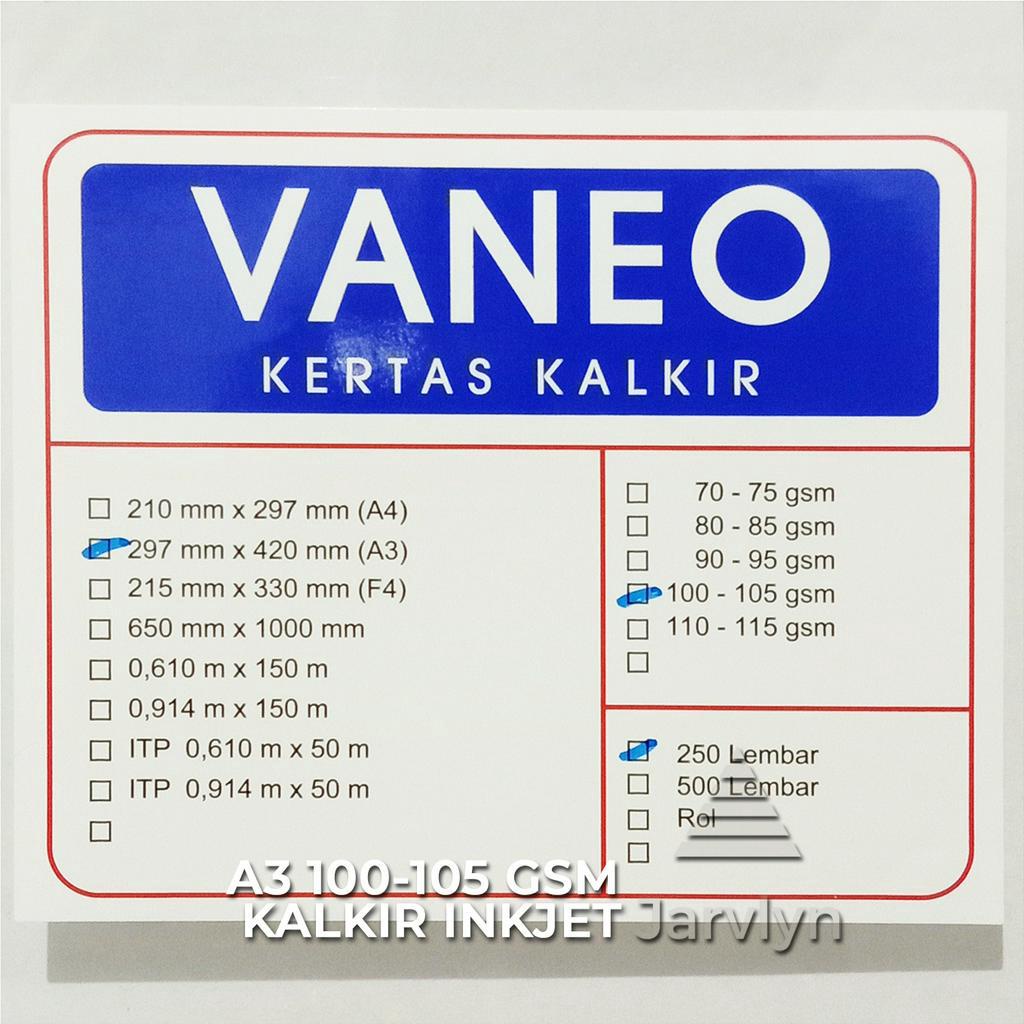 VANEO
KERTAS KALKIR
210 mm x 297 mm (A4)
297 mm x 420 mm (A3)
215 mm x 330 mm (F4)
650 mm x 1000 mm
0,610 m x 150 m
0,914 m x 150 m
ITP 0,610 m x 50 m
ITP 0,914 m x 50 m
70 - 75 gsm
80 - 85 gsm
90 - 95 gsm
100 - 105 gsm
110 - 115 gsm
250 Lembar
500 Lembar
Rol
A3 100-105 GSM
KALKIR INKJET Jarvlyn